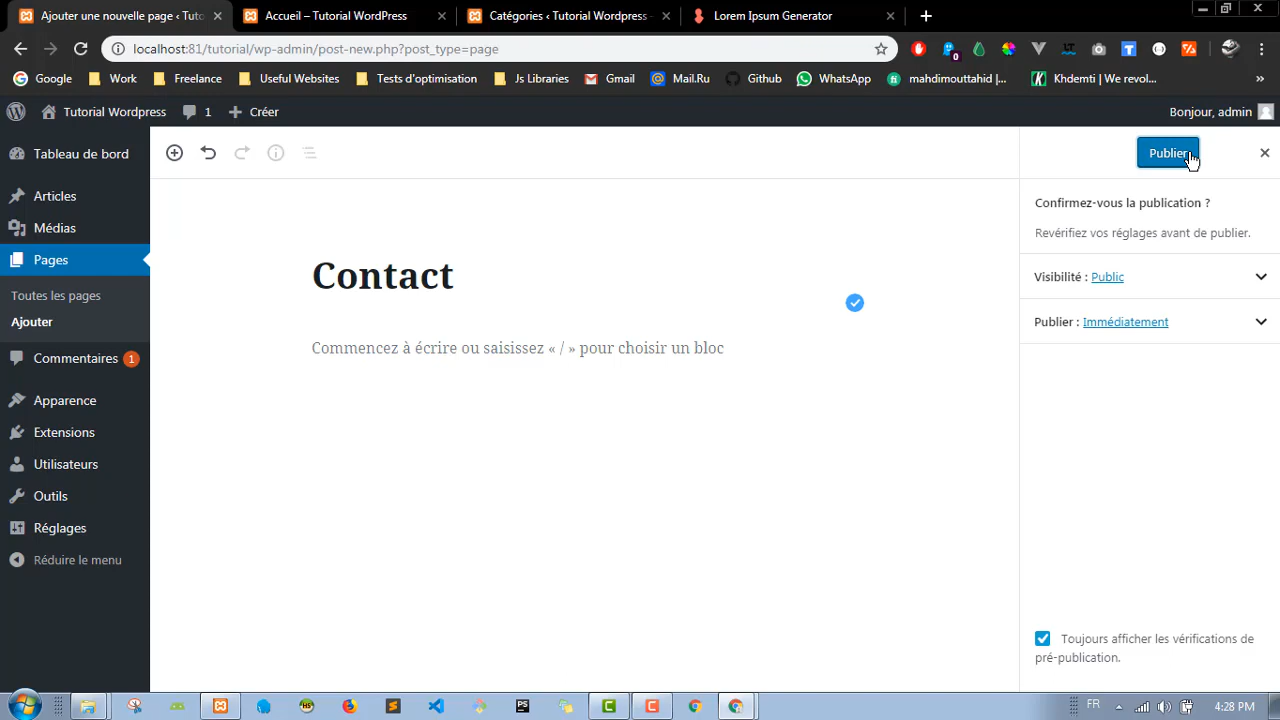 Ajouter une nouvelle page ‹ Tuto
Accueil – Tutorial WordPress
Catégories ‹ Tutorial Wordpress -
Lorem Ipsum Generator
localhost:81/tutorial/wp-admin/post-new.php?post_type=page
0
Google
Work
Freelance
Useful Websites
Tests d'optimisation
Js Libraries
Gmail
Mail.Ru
Github
WhatsApp
mahdimouttahid |...
Khdemti | We revol...
Tutorial Wordpress
1
Créer
Bonjour, admin
Tableau de bord
Articles
Médias
Pages
Toutes les pages
Ajouter
Commentaires 1
Apparence
Extensions
Utilisateurs
Outils
Réglages
Réduire le menu
Contact
Commencez à écrire ou saisissez « / » pour choisir un bloc
Publier
Confirmez-vous la publication ?
Revérifiez vos réglages avant de publier.
Visibilité : Public
Publier : Immédiatement
Toujours afficher les vérifications de
pré-publication.
FR
4:28 PM